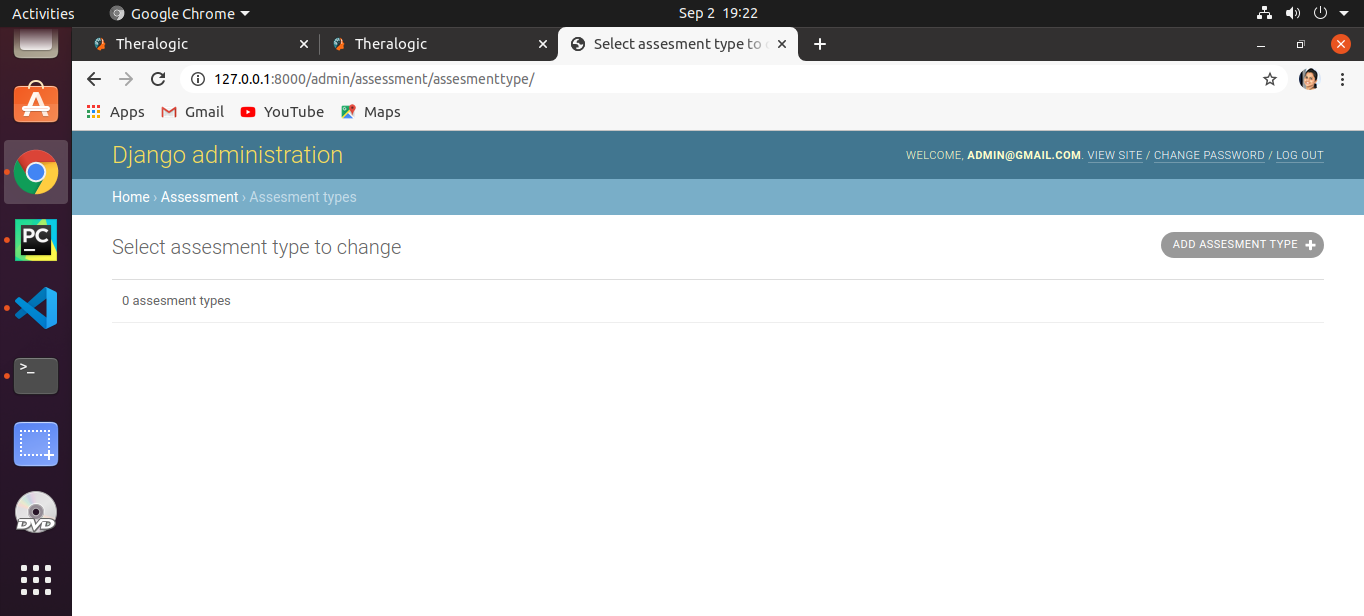 Activities Google Chrome Sep 2 19:22
Theralogic Theralogic Select assesment type to c
127.0.0.1:8000/admin/assessment/assesmenttype/
Apps Gmail YouTube Maps
Django administration WELCOME, ADMIN@GMAIL.COM. VIEW SITE / CHANGE PASSWORD / LOG OUT
Home › Assessment › Assesment types
Select assesment type to change ADD ASSESMENT TYPE +
0 assesment types
PC
>_
DVD